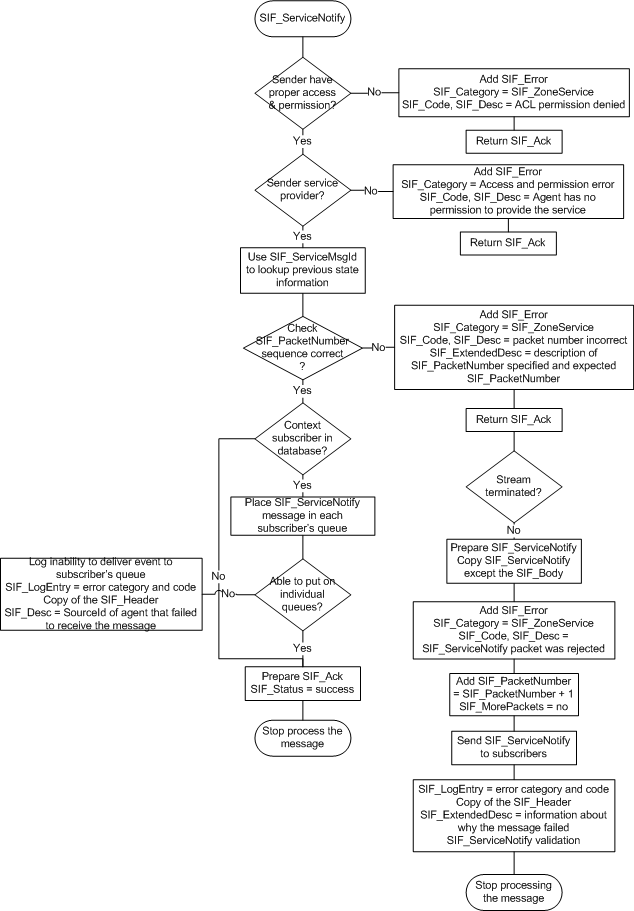 SIF_ServiceNotify
Sender have
proper access
& permission?
No
Add SIF_Error
SIF_Category = SIF_ZoneService
SIF_Code, SIF_Desc = ACL permission denied
Return SIF_Ack
Yes
Sender service
provider?
No
Add SIF_Error
SIF_Category = Access and permission error
SIF_Code, SIF_Desc = Agent has no
permission to provide the service
Return SIF_Ack
Yes
Use SIF_ServiceMsgId
to lookup previous state
information
Check
SIF_PacketNumber
sequence correct
?
No
Add SIF_Error
SIF_Category = SIF_ZoneService
SIF_Code, SIF_Desc = packet number incorrect
SIF_ExtendedDesc = description of
SIF_PacketNumber specified and expected
SIF_PacketNumber
Return SIF_Ack
Yes
Context
subscriber in
database?
Yes
No
Place SIF_ServiceNotify
message in each
subscriber's queue
Able to put on
individual
queues?
No
Log inability to deliver event to
subscriber's queue
SIF_LogEntry = error category and code
Copy of the SIF_Header
SIF_Desc = SourceId of agent that failed
to receive the message
Yes
Prepare SIF_Ack
SIF_Status = success
Stop process the
message
Stream
terminated?
No
Prepare SIF_ServiceNotify
Copy SIF_ServiceNotify
except the SIF_Body
Add SIF_Error
SIF_Category = SIF_ZoneService
SIF_Code, SIF_Desc =
SIF_ServiceNotify packet was rejected
Add SIF_PacketNumber
= SIF_PacketNumber + 1
SIF_MorePackets = no
Send SIF_ServiceNotify
to subscribers
SIF_LogEntry = error category and code
Copy of the SIF_Header
SIF_ExtendedDesc = information about
why the message failed
SIF_ServiceNotify validation
Stop processing
the message